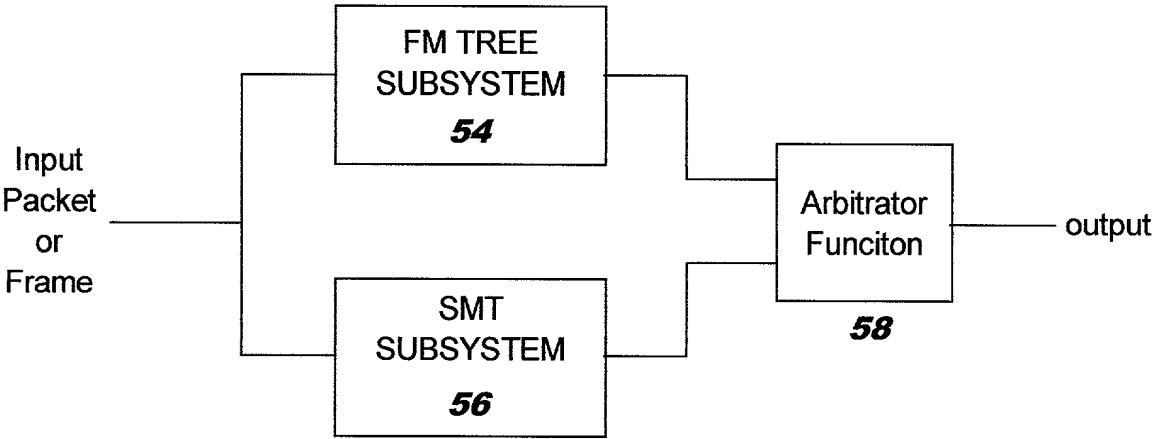 Input
Packet
or
Frame
FM TREE
SUBSYSTEM
54
SMT
SUBSYSTEM
56
Arbitrator
Funciton
58
output